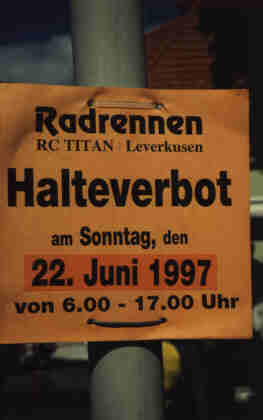 Radrennen
RC TITAN Leverkusen
Halteverbot
am Sonntag, den
22. Juni 1997
von 6.00 - 17.00 Uhr